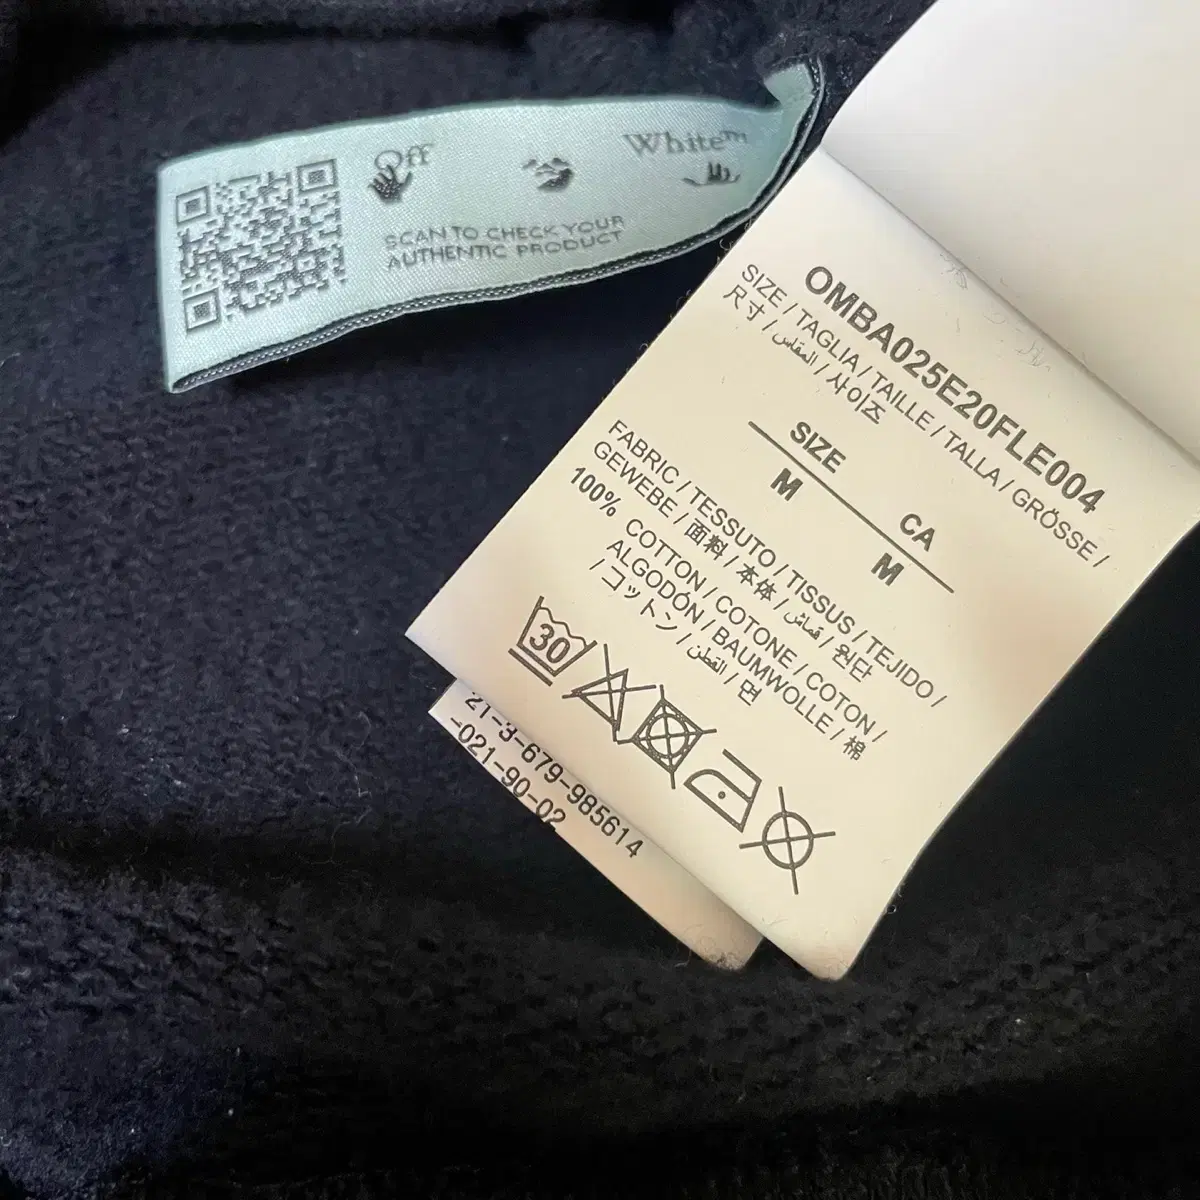 Off
White™
SCAN TO CHECK YOUR
AUTHENTIC PRODUCT
OMBA025E20FLE004
SIZE / TAGLIA / TAILLE / TALLA / GRÖSSE /
尺寸 / المقاس / 사이즈
SIZE CA
M M
FABRIC / TESSUTO / TISSUS / TEJIDO /
GEWEBE / 面料 / 本体 / قماش / 원단
100% COTTON / COTONE / COTON /
ALGODÓN / BAUMWOLLE / 棉
/ コットン / القطن / 면
30
21-3-679-985614
-021-90-02